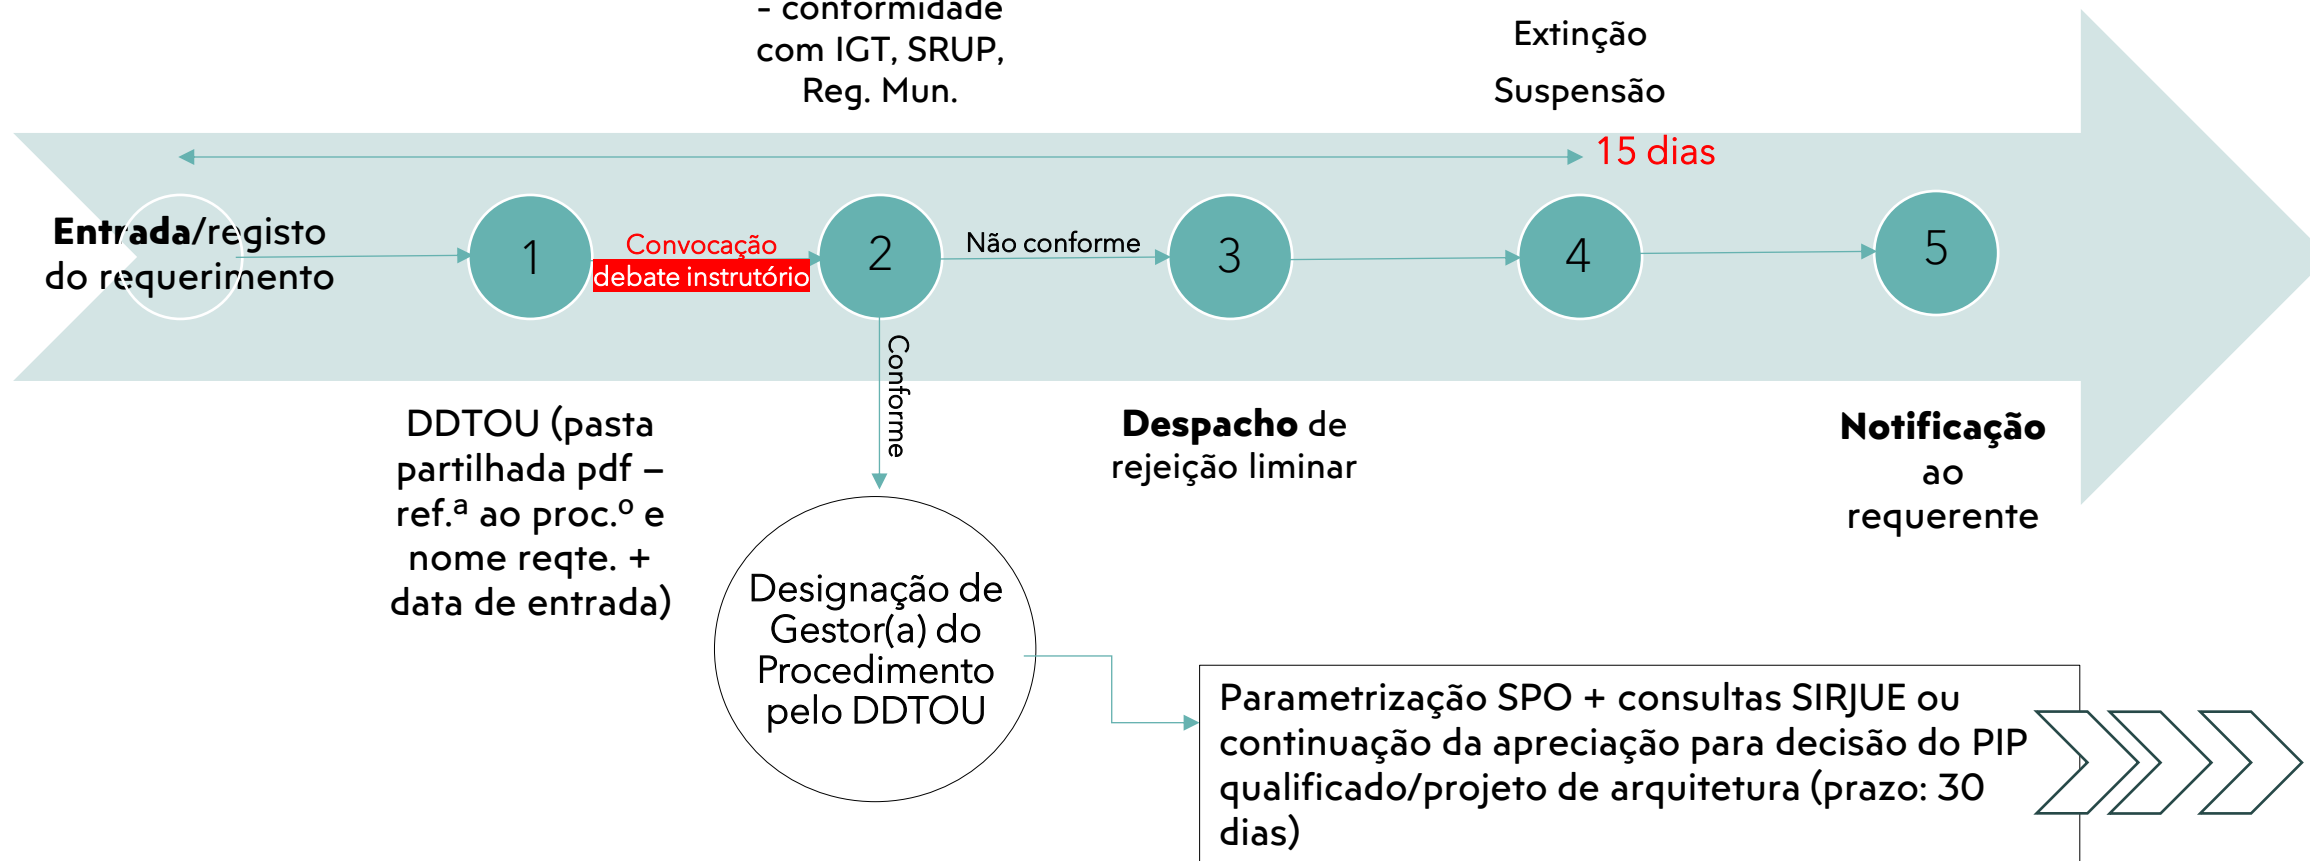 - conformidade
com IGT, SRUP,
Reg. Mun.
Extinção
Suspensão
15 dias
Entrada/registo
do requerimento
1
Convocação
debate instrutório
2
Não conforme
3
4
5
Conforme
DDTOU (pasta
partilhada pdf –
ref.ª ao proc.º e
nome reqte. +
data de entrada)
Despacho de
rejeição liminar
Notificação
ao
requerente
Designação de
Gestor(a) do
Procedimento
pelo DDTOU
Parametrização SPO + consultas SIRJUE ou
continuação da apreciação para decisão do PIP
qualificado/projeto de arquitetura (prazo: 30
dias)